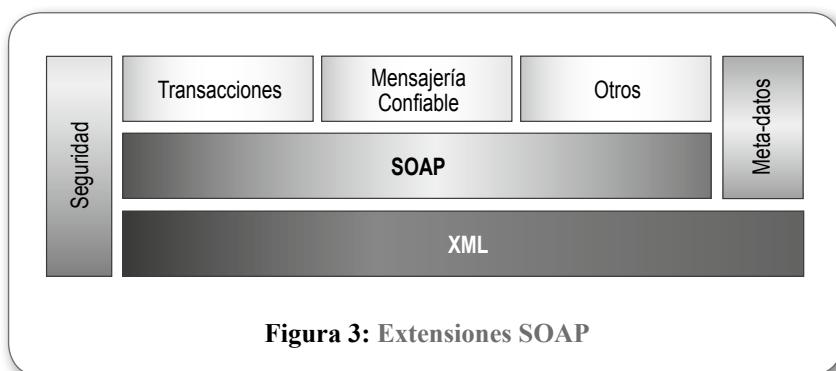 Seguridad
Transacciones
Mensajería
Confiable
Otros
Meta-datos
SOAP
XML
Figura 3: Extensiones SOAP